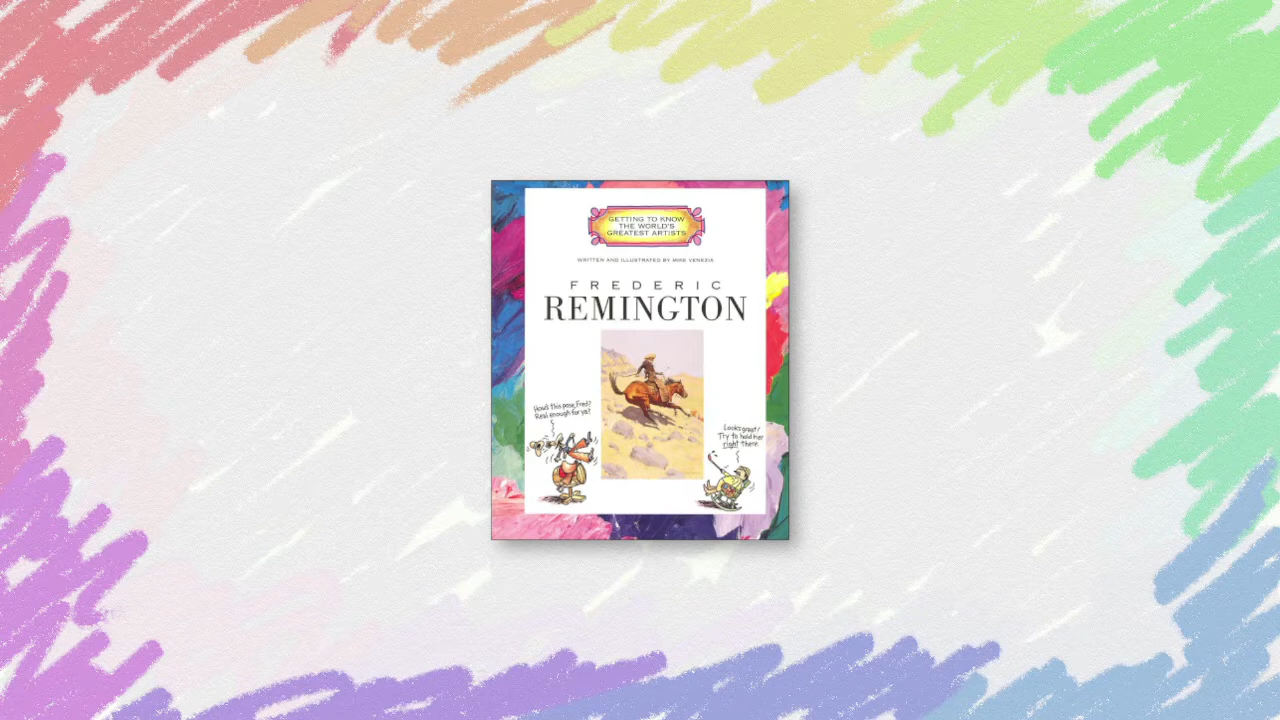 GETTING TO KNOW
THE WORLD'S
GREATEST ARTISTS
WRITTEN AND ILLUSTRATED BY MIKE VENEZIA
FREDERIC
REMINGTON
How's this pose, Fred?
Real enough for ya?
Looks great!
Try to hold her
right there.